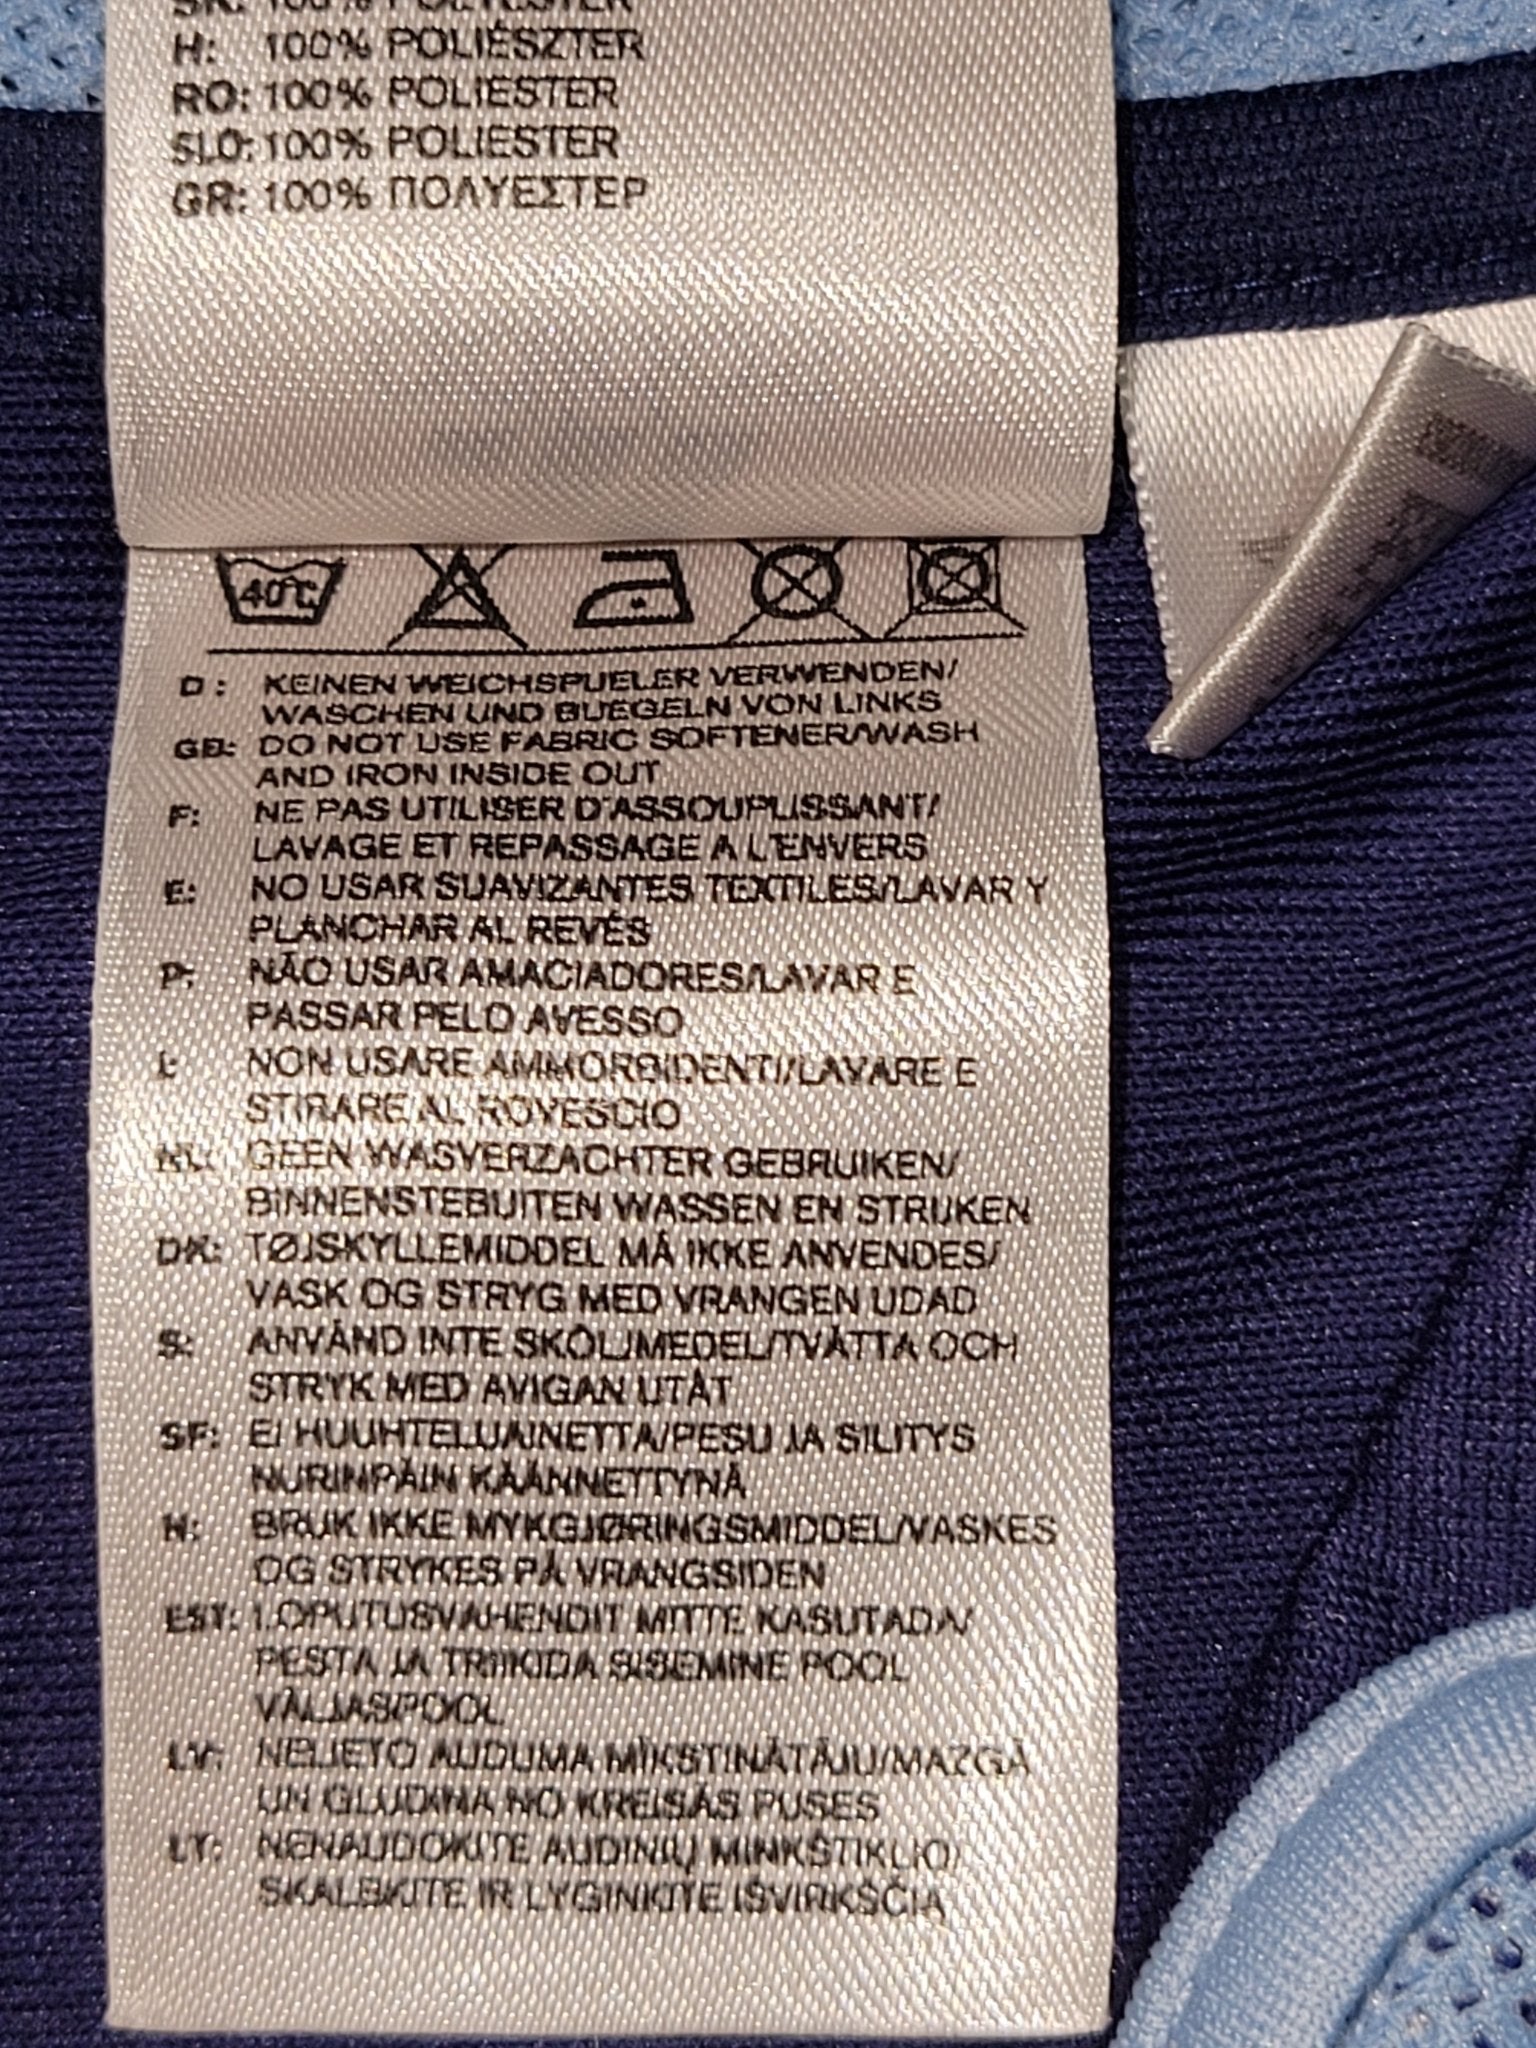 SK: 100% POLYESTER
H: 100% POLIÉSZTER
RO: 100% POLIESTER
SLO: 100% POLIESTER
GR: 100% ΠΟΛΥΕΣΤΕΡ
40°C
D: KEINEN WEICHSPUELER VERWENDEN/
WASCHEN UND BUEGELN VON LINKS
GB: DO NOT USE FABRIC SOFTENER/WASH
AND IRON INSIDE OUT
F: NE PAS UTILISER D'ASSOUPLISSANT/
LAVAGE ET REPASSAGE A L'ENVERS
E: NO USAR SUAVIZANTES TEXTILES/LAVAR Y
PLANCHAR AL REVÉS
P: NÃO USAR AMACIADORES/LAVAR E
PASSAR PELO AVESSO
I: NON USARE AMMORBIDENTI/LAVARE E
STIRARE AL ROVESCIO
NL: GEEN WASVERZACHTER GEBRUIKEN/
BINNENSTEBUITEN WASSEN EN STRIJKEN
DK: TØJSKYLLEMIDDEL MÅ IKKE ANVENDES/
VASK OG STRYG MED VRANGEN UDAD
S: ANVÄND INTE SKÖLJMEDEL/TVÄTTA OCH
STRYK MED AVIGAN UTÅT
SF: EI HUUHTELUAINETTA/PESU JA SILITYS
NURINPÄIN KÄÄNNETTYNÄ
N: BRUK IKKE MYKGJØRINGSMIDDEL/VASKES
OG STRYKES PÅ VRANGSIDEN
EST: LOPUTUSVAHENDIT MITTE KASUTADA/
PESTA JA TRIIKIDA SISEMINE POOL
VÄLJASPOOL
LV: NELIETO AUDUMA MĪKSTINĀTĀJU/MAZGĀ
UN GLUDINA NO KREISĀS PUSES
LT: NENAUDOKITE AUDINIŲ MINKŠTIKLIO/
SKALBKITE IR LYGINKITE IŠVIRKŠČIA